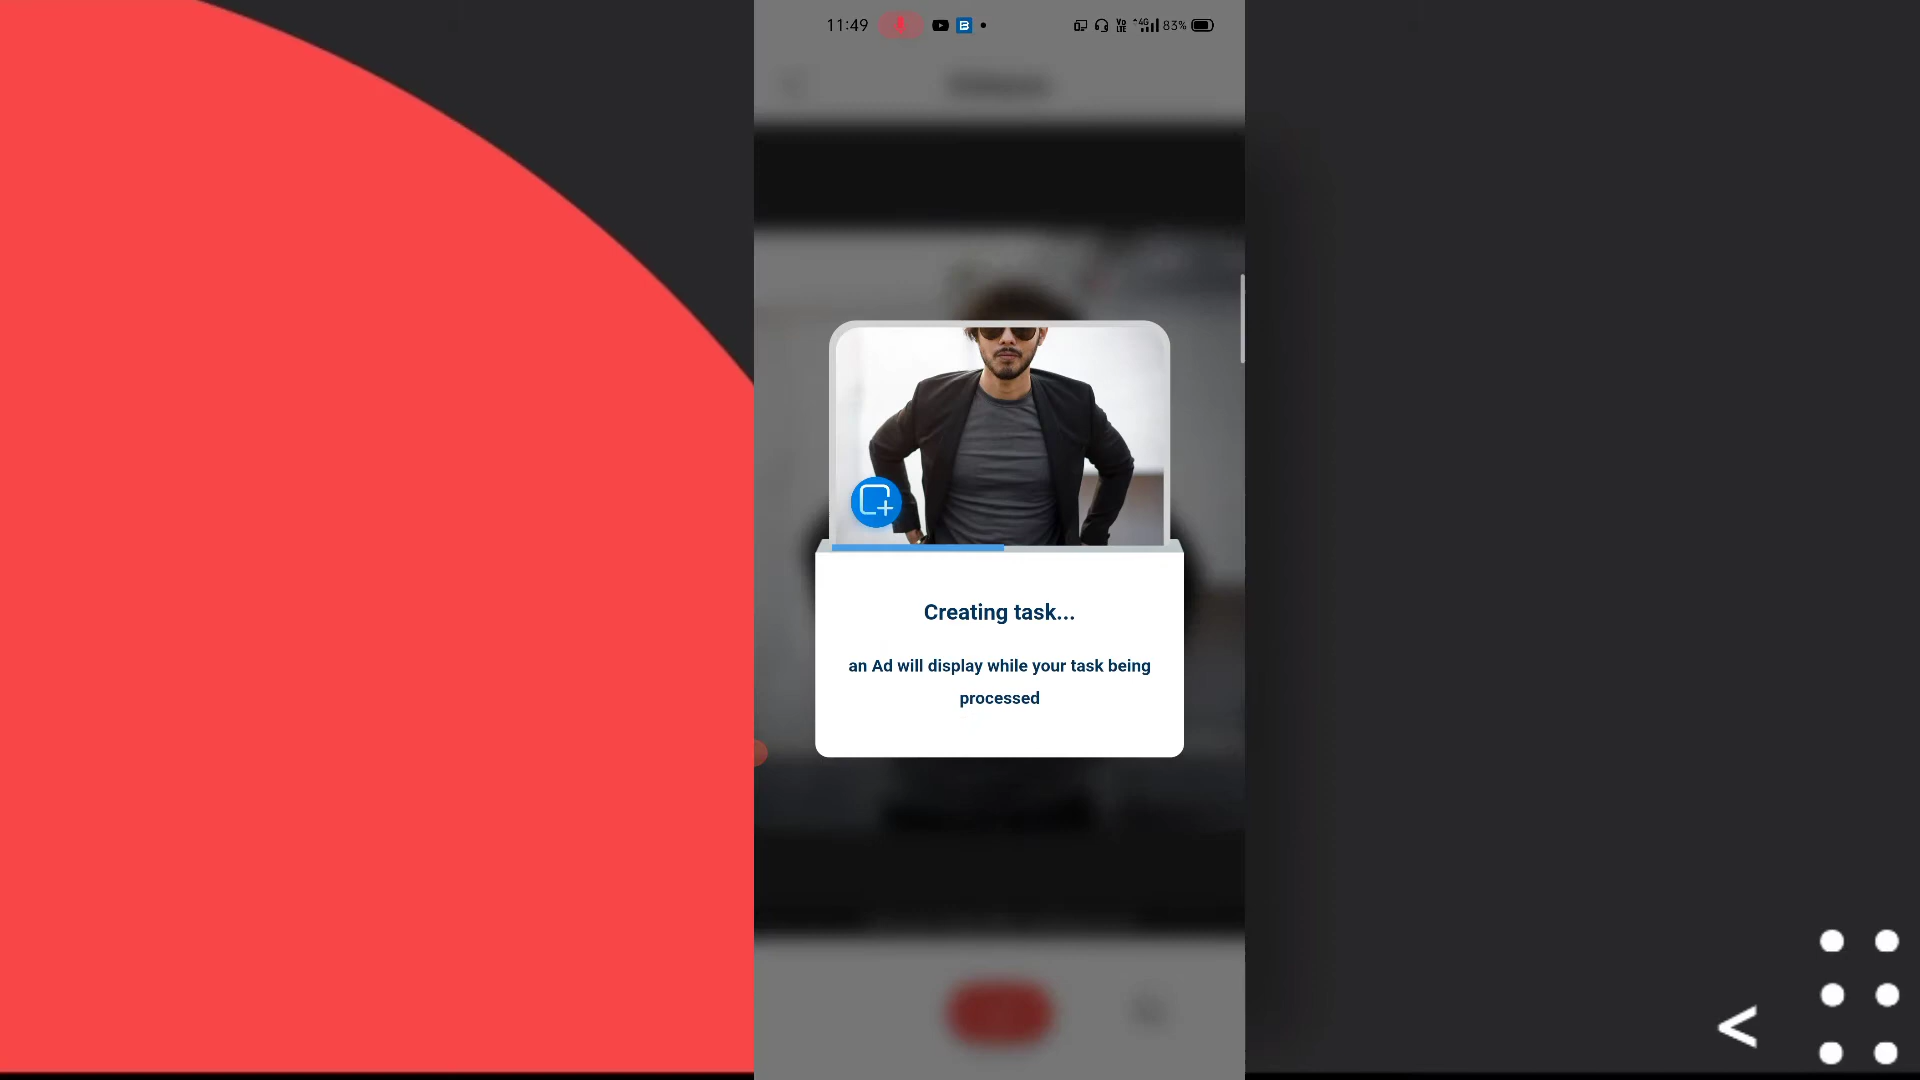 11:49 83%
Creating task...
an Ad will display while your task being
processed